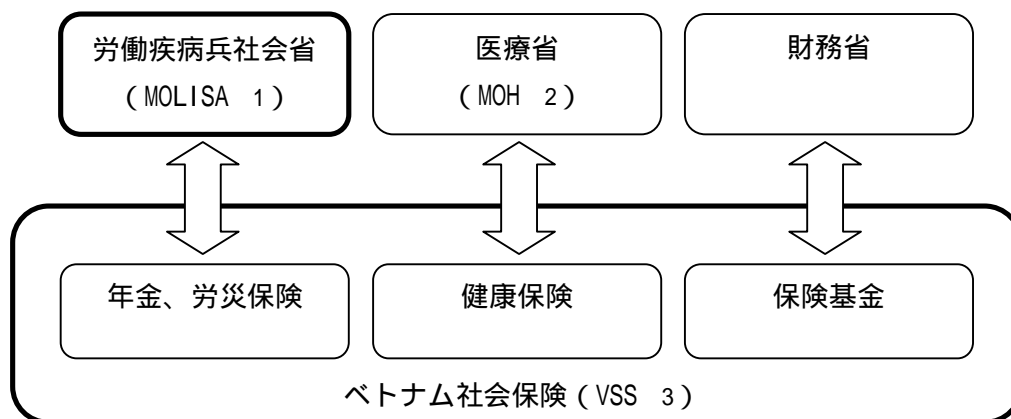 労働疾病兵社会省
（MOLISA 1）
医療省
（MOH 2）
財務省
年金、労災保険
健康保険
保険基金
ベトナム社会保険（VSS 3）